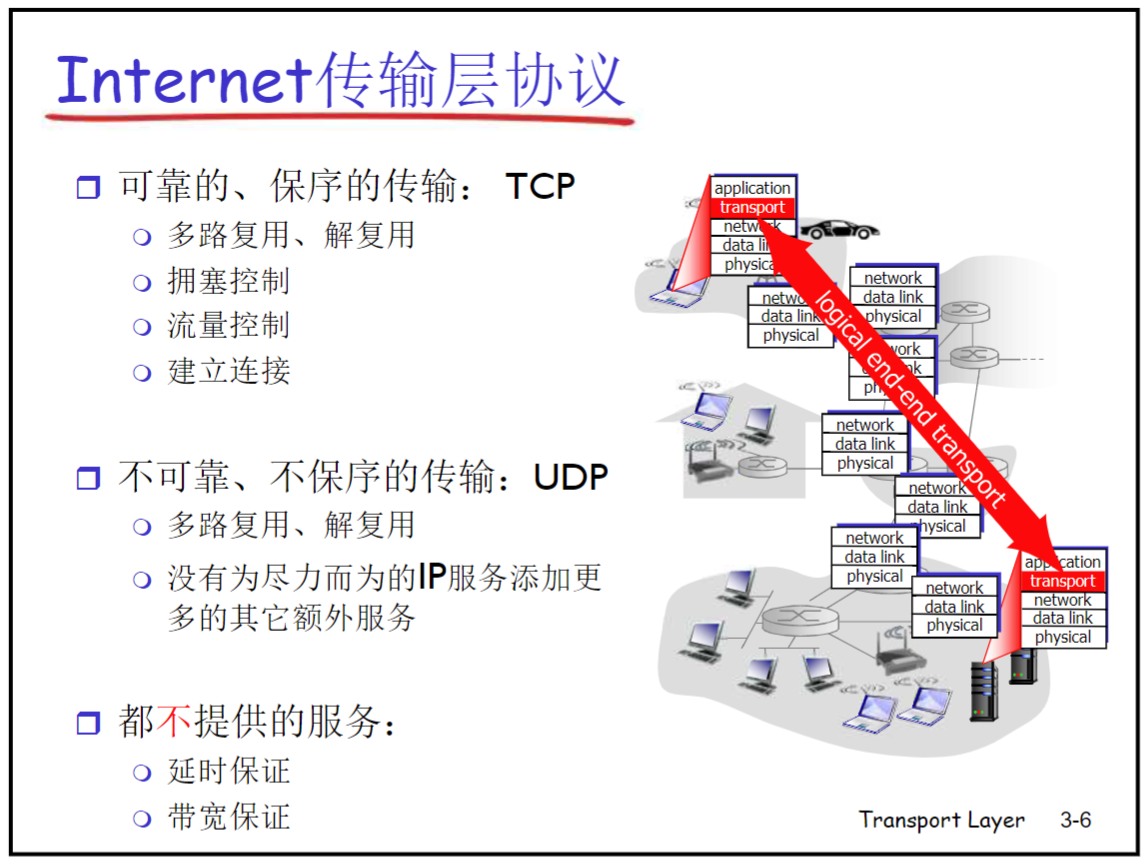 Internet传输层协议
可靠的、保序的传输： TCP
多路复用、解复用
拥塞控制
流量控制
建立连接
不可靠、不保序的传输：UDP
多路复用、解复用
没有为尽力而为的IP服务添加更
多的其它额外服务
都不提供的服务：
延时保证
带宽保证
application
transport
network
data link
physical
network
data link
physical
network
data link
physical
logical end-end transport
network
data link
physical
network
data link
physical
network
data link
physical
network
data link
physical
application
transport
network
data link
physical
Transport Layer 3-6